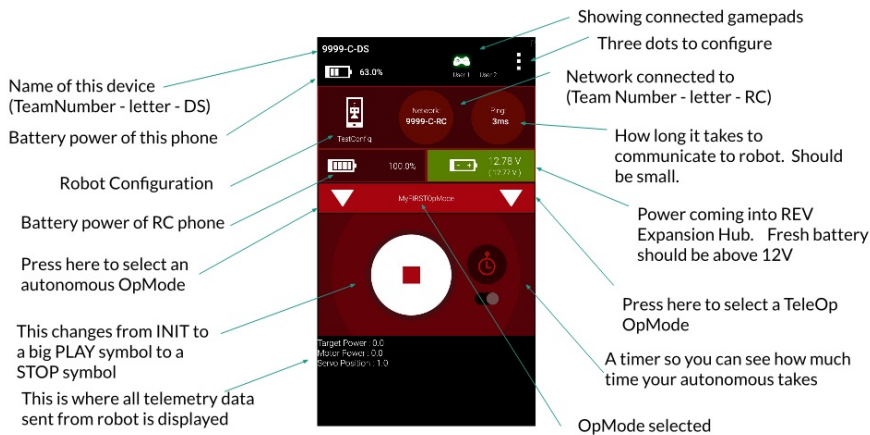 Showing connected gamepads
Three dots to configure
Network connected to
(Team Number - letter - RC)
How long it takes to
communicate to robot. Should
be small.
Power coming into REV
Expansion Hub. Fresh battery
should be above 12V
Press here to select a TeleOp
OpMode
A timer so you can see how much
time your autonomous takes
OpMode selected
Name of this device
(TeamNumber - letter - DS)
Battery power of this phone
Robot Configuration
Battery power of RC phone
Press here to select an
autonomous OpMode
This changes from INIT to
a big PLAY symbol to a
STOP symbol
This is where all telemetry data
sent from robot is displayed
9999-C-DS
63.0%
User 1 User 2
TestConfig
Network:
9999-C-RC
Ping:
3ms
100.0%
12.78 V
( 12.77 V )
MyFIRSTOpMode
Target Power : 0.0
Motor Power : 0.0
Servo Position : 1.0